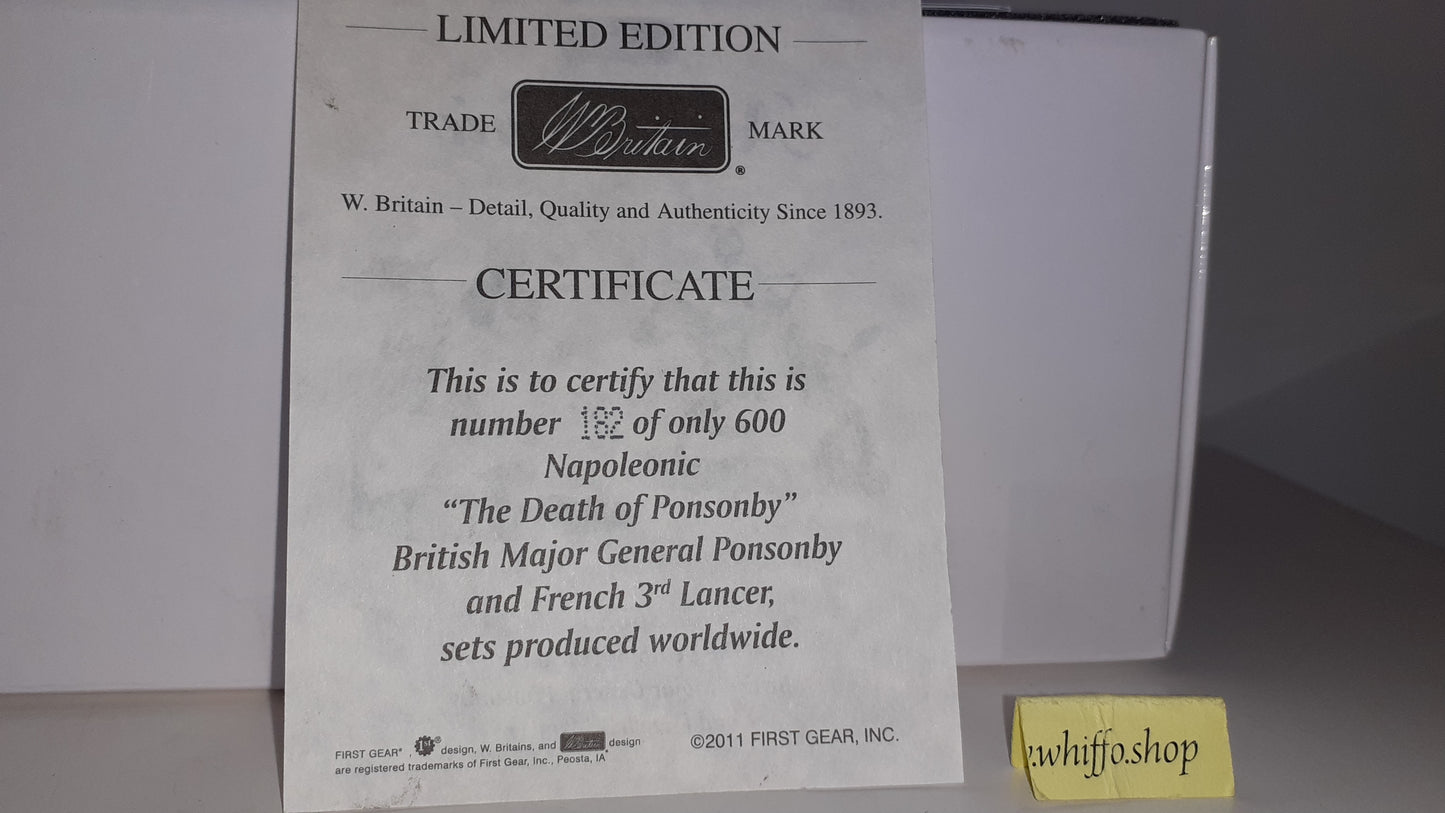 LIMITED EDITION
TRADE WBritain MARK
®
W. Britain – Detail, Quality and Authenticity Since 1893.
CERTIFICATE
This is to certify that this is
number 182 of only 600
Napoleonic
“The Death of Ponsonby”
British Major General Ponsonby
and French 3rd Lancer,
sets produced worldwide.
FIRST GEAR®, 1st® design, W. Britains, and WBritain design
are registered trademarks of First Gear, Inc., Peosta, IA
©2011 FIRST GEAR, INC.
.whiffo.shop